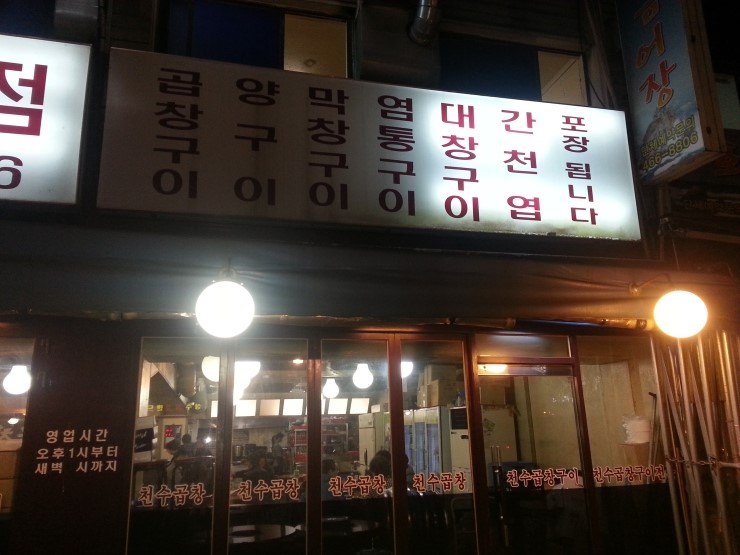 점
6
곱창구이
양구이
막창구이
염통구이
대창구이
간천엽
포장 됩니다
어장
영업시간
오후1시부터
새벽 시까지
천수곱창
천수곱창
천수곱창
천수곱창
천수곱창구이
천수곱창구이전